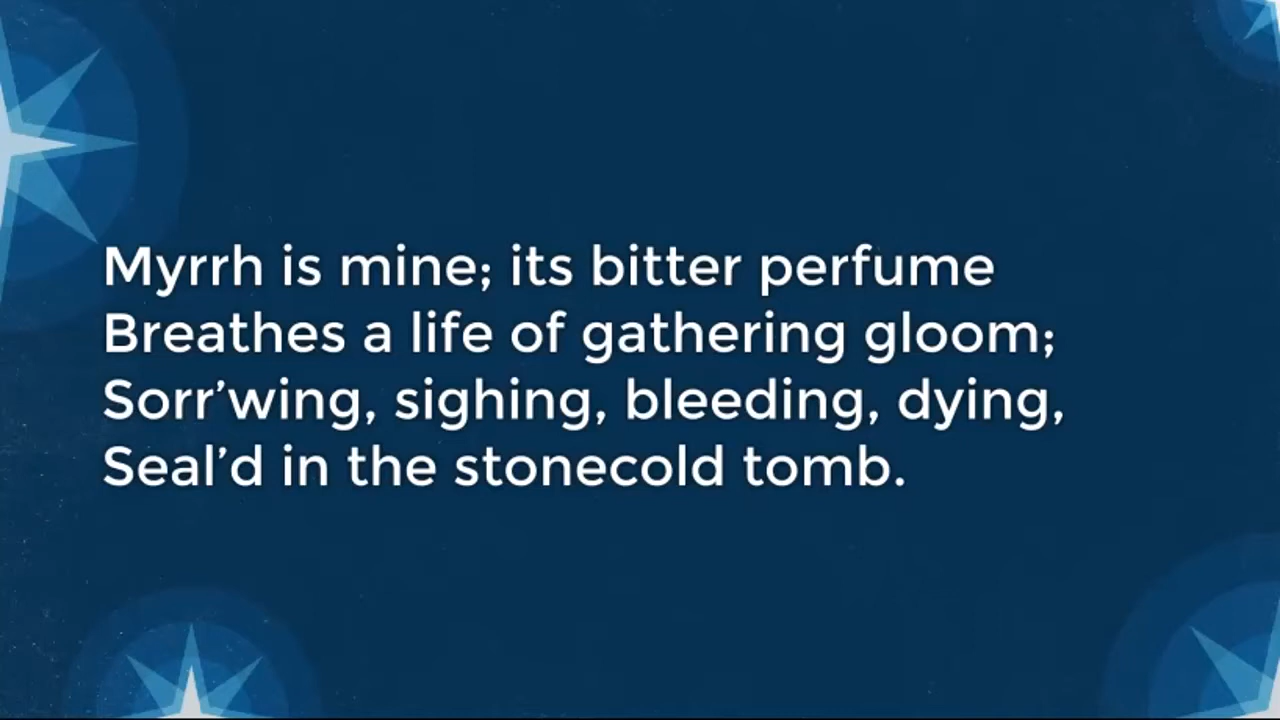 Myrrh is mine; its bitter perfume
Breathes a life of gathering gloom;
Sorr’wing, sighing, bleeding, dying,
Seal’d in the stonecold tomb.